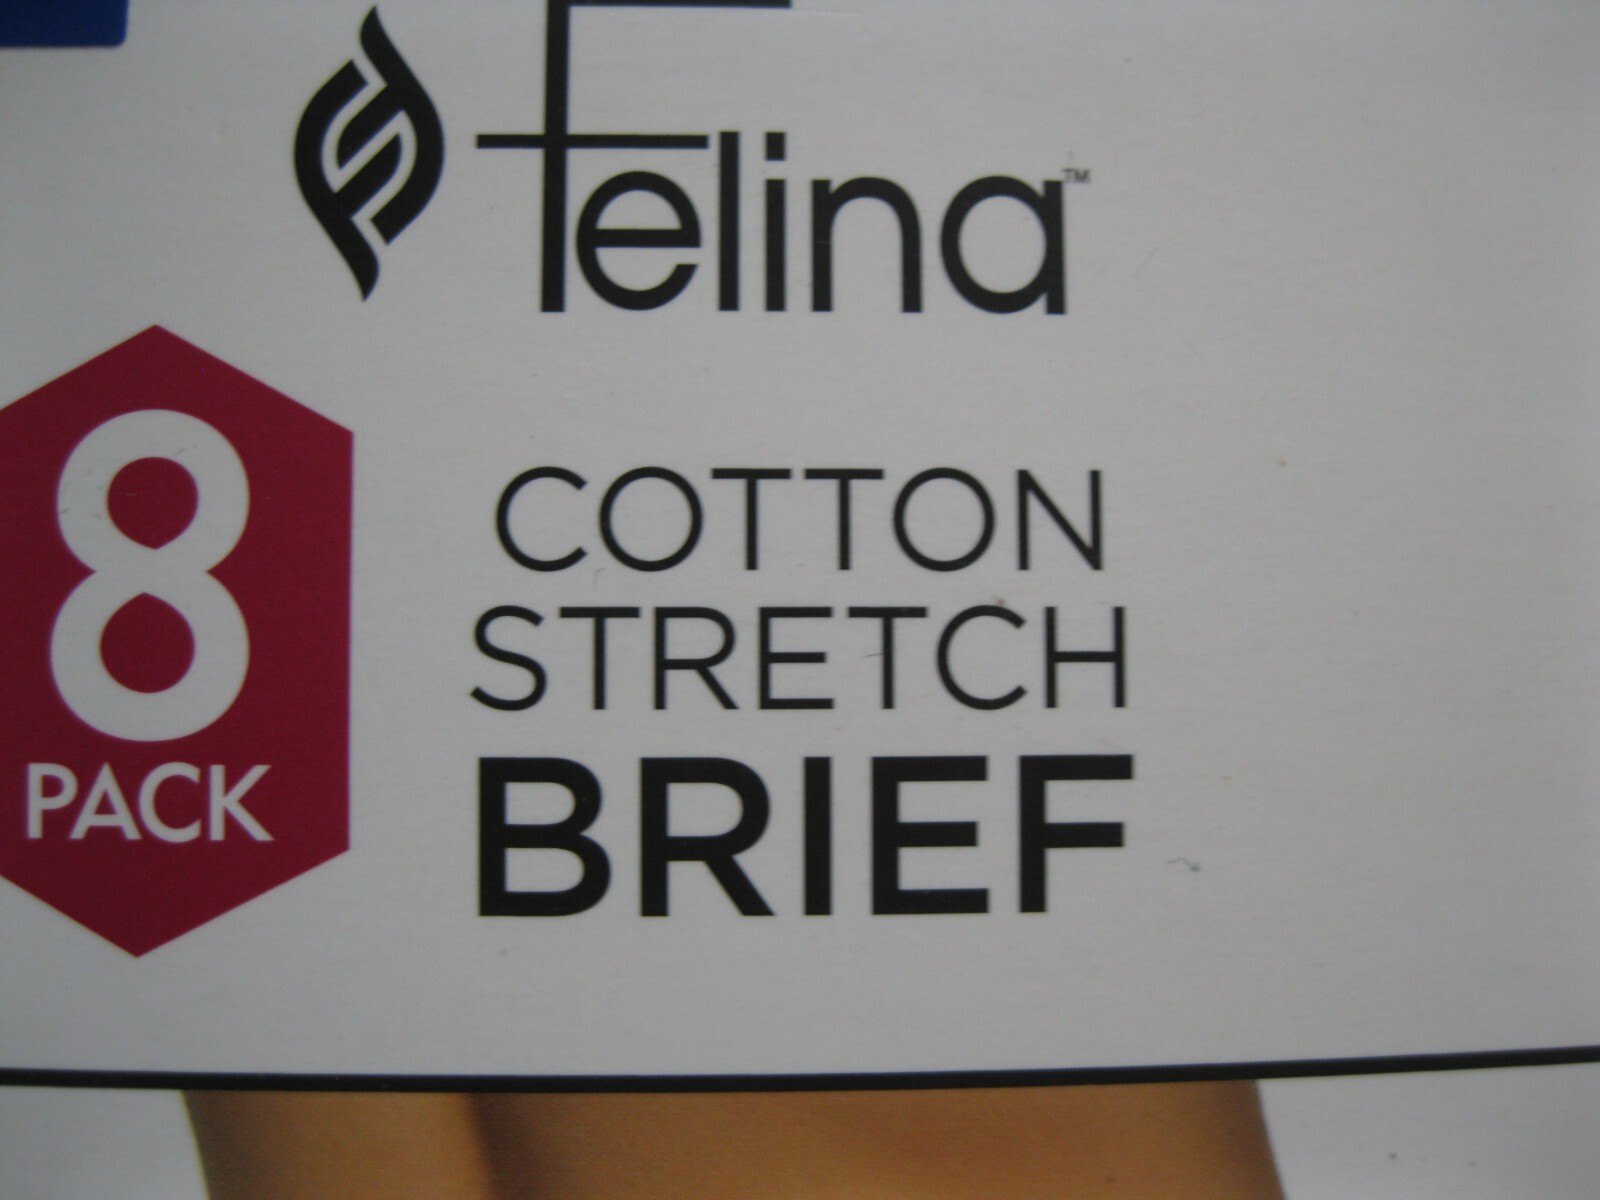 Felina™
8
PACK
COTTON
STRETCH
BRIEF